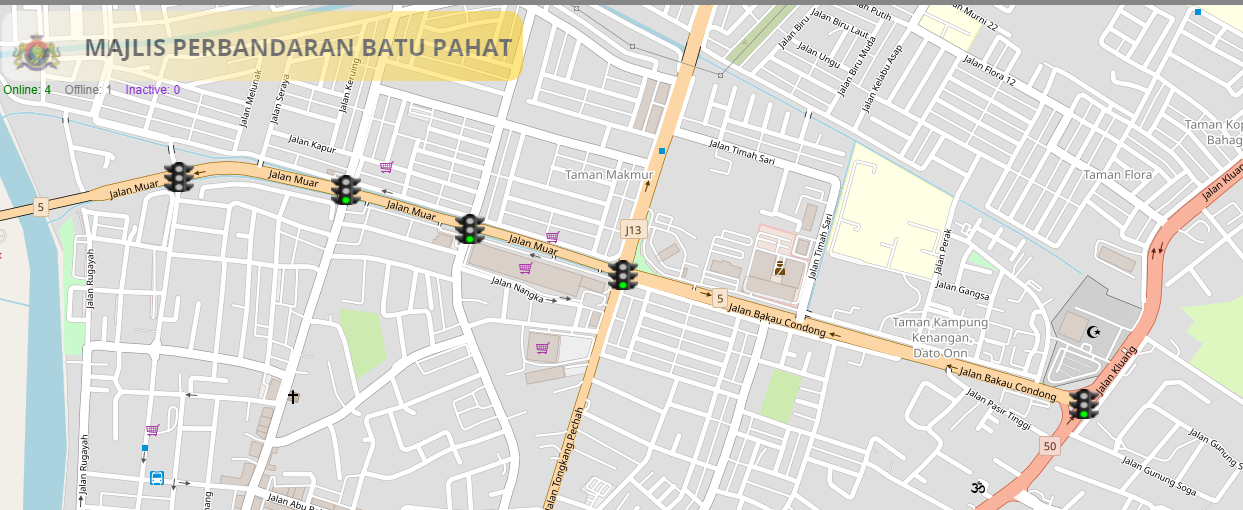 MAJLIS PERBANDARAN BATU PAHAT
Online: 4 Offline: 1 Inactive: 0
Putih
Jalan Murni 22
Jalan Biru
Jalan Biru Laut
Jalan Ungu
Jalan Biru Muda
Jalan Kelabu Asap
Jalan Flora 12
Jalan Melunak
Jalan Seraya
Jalan Keruing
Jalan Kapur
Jalan Timah Sari
Taman Makmur
Taman Flora
Taman Kop
Bahag
Jalan Kluan
Jalan Muar
Jalan Muar
Jalan Muar
Jalan Muar
5
J13
5
Jalan Timah Sari
Jalan Perak
Jalan Rugayah
Jalan Nangka
Jalan Gangsa
Jalan Bakau Condong
Taman Kampung
Kenangan
Dato Onn
Jalan Bakau Condong
Jalan Kluang
Jalan Pasir Tinggi
50
Jalan Tongkang Pechah
Jalan Rugayah
Jalan Gunung S
Jalan Gunung Soga
Jalan Abu B
nang